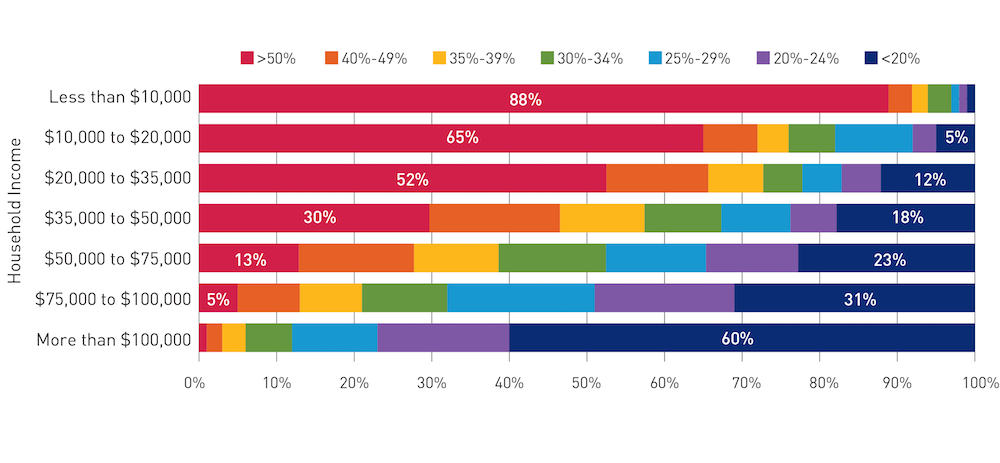 >50% 40%-49% 35%-39% 30%-34% 25%-29% 20%-24% <20%
Household Income
Less than $10,000 88%
$10,000 to $20,000 65% 5%
$20,000 to $35,000 52% 12%
$35,000 to $50,000 30% 18%
$50,000 to $75,000 13% 23%
$75,000 to $100,000 5% 31%
More than $100,000 60%
0% 10% 20% 30% 40% 50% 60% 70% 80% 90% 100%